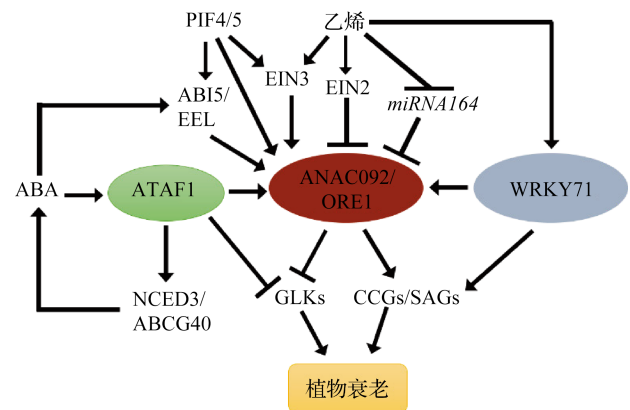 PIF4/5
乙烯
EIN3
EIN2
ABI5/
EEL
miRNA164
ABA
ATAF1
ANAC092/
ORE1
WRKY71
NCED3/
ABCG40
GLKs
CCGs/SAGs
植物衰老